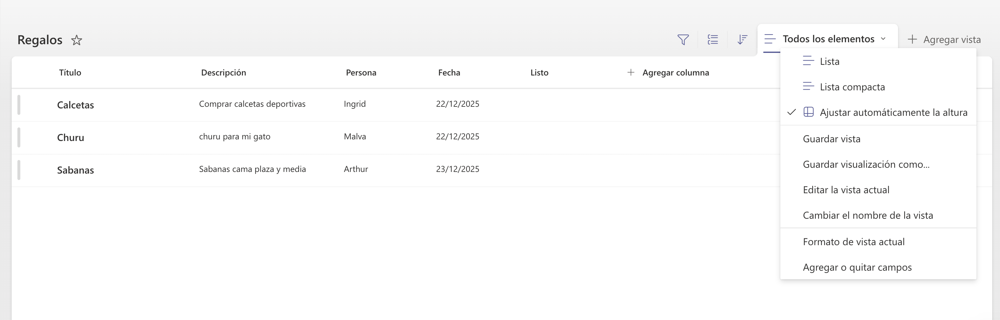 Regalos
Todos los elementos
Agregar vista
Título Descripción Persona Fecha Listo Agregar columna
Calcetas Comprar calcetas deportivas Ingrid 22/12/2025
Churu churu para mi gato Malva 22/12/2025
Sabanas Sabanas cama plaza y media Arthur 23/12/2025
Lista
Lista compacta
Ajustar automáticamente la altura
Guardar vista
Guardar visualización como...
Editar la vista actual
Cambiar el nombre de la vista
Formato de vista actual
Agregar o quitar campos